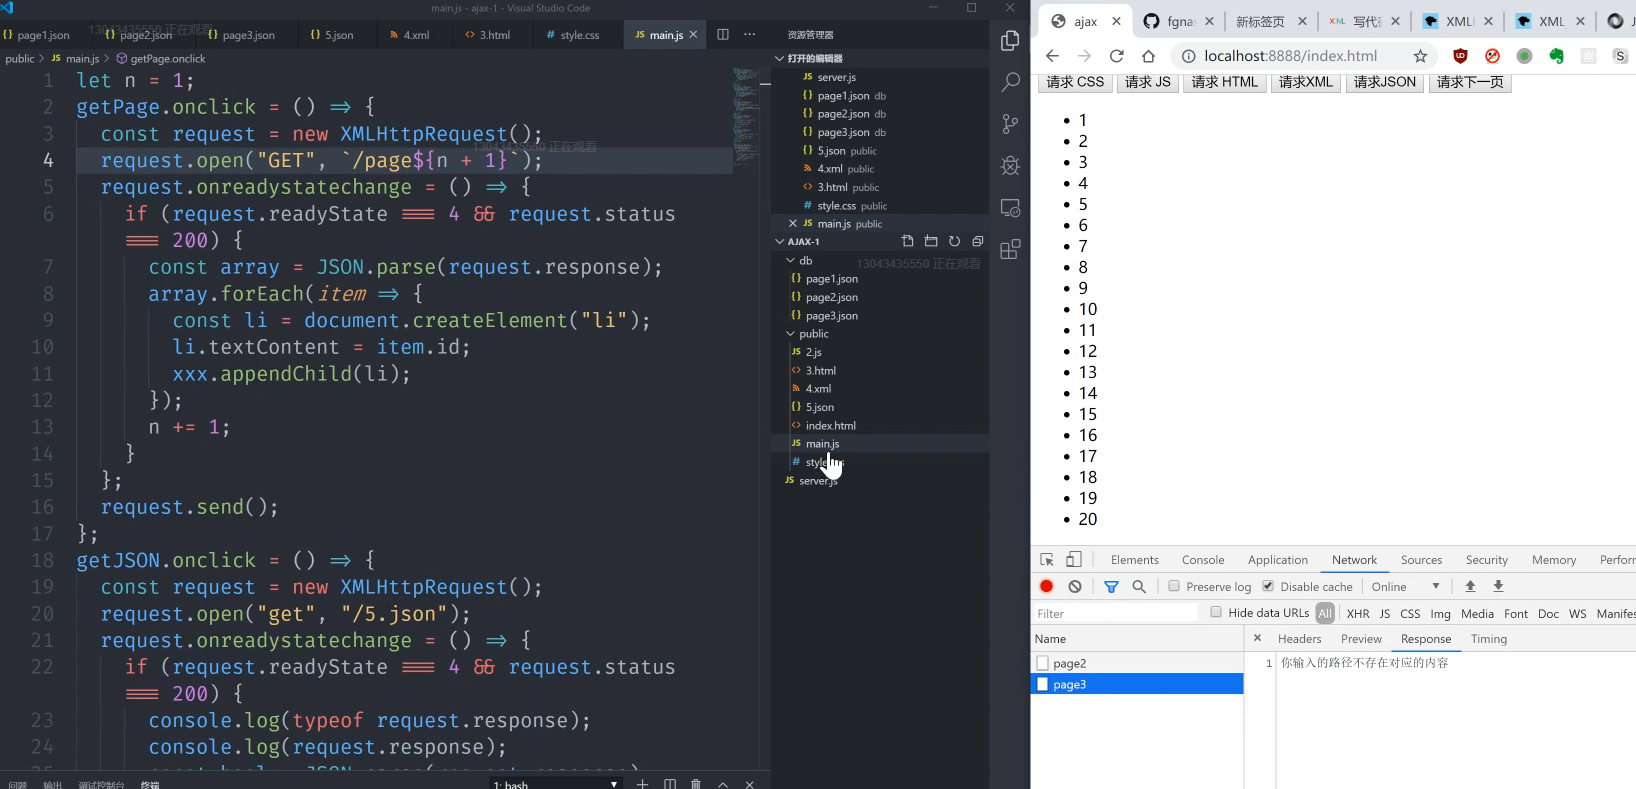 main.js - ajax-1 - Visual Studio Code
page1.json page2.json page3.json 5.json 4.xml 3.html style.css main.js
13043435550 正在观看
public > JS main.js > getPage.onclick
1 let n = 1;
2 getPage.onclick = () => {
3 const request = new XMLHttpRequest();
13043435550 正在观看
4 request.open("GET", `/page${n + 1}`);
5 request.onreadystatechange = () => {
6 if (request.readyState === 4 && request.status
=== 200) {
7 const array = JSON.parse(request.response);
8 array.forEach(item => {
9 const li = document.createElement("li");
10 li.textContent = item.id;
11 xxx.appendChild(li);
12 });
13 n += 1;
14 }
15 };
16 request.send();
17 };
18 getJSON.onclick = () => {
19 const request = new XMLHttpRequest();
20 request.open("get", "/5.json");
21 request.onreadystatechange = () => {
22 if (request.readyState === 4 && request.status
=== 200) {
23 console.log(typeof request.response);
24 console.log(request.response);
问题 输出 调试控制台 终端 1: bash
资源管理器
打开的编辑器
JS server.js
page1.json db
page2.json db
page3.json db
5.json public
4.xml public
3.html public
# style.css public
JS main.js public
AJAX-1
db
13043435550 正在观看
page1.json
page2.json
page3.json
public
JS 2.js
3.html
4.xml
5.json
index.html
JS main.js
# style
JS server.js
ajax fgnas 新标签页 写代 XML XML
localhost:8888/index.html
请求 CSS 请求 JS 请求 HTML 请求XML 请求JSON 请求下一页
1
2
3
4
5
6
7
8
9
10
11
12
13
14
15
16
17
18
19
20
Elements Console Application Network Sources Security Memory Perforr
Preserve log Disable cache Online
Filter Hide data URLs All XHR JS CSS Img Media Font Doc WS Manifes
Name Headers Preview Response Timing
page2 1 你输入的路径不存在对应的内容
page3